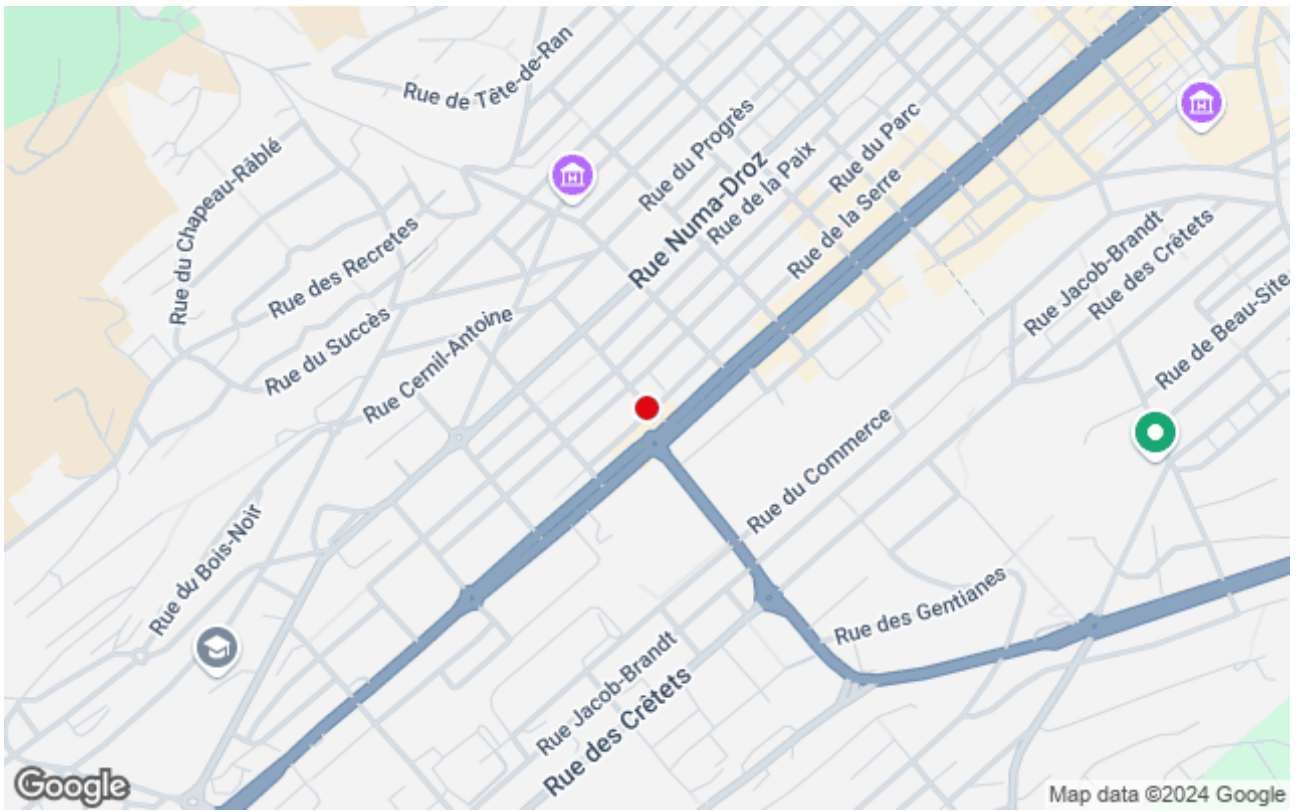 Rue de Tête-de-Ran
Rue du Progrès
Rue du Parc
Rue Numa-Droz
Rue de la Paix
Rue de la Serre
Rue du Chapeau-Râblé
Rue des Recretes
Rue Jacob-Brandt
Rue des Crêtets
Rue du Succès
Rue Cernil-Antoine
Rue de Beau-Site
Rue du Commerce
Rue du Bois-Noir
Rue des Gentianes
Rue Jacob-Brandt
Rue des Crêtets
Google
Map data ©2024 Google